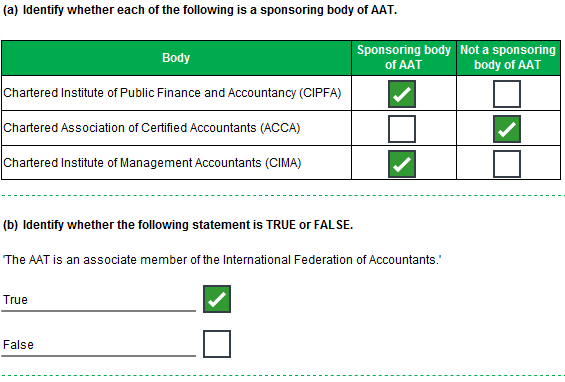 (a) Identify whether each of the following is a sponsoring body of AAT.
Body
Sponsoring body of AAT
Not a sponsoring body of AAT
Chartered Institute of Public Finance and Accountancy (CIPFA)
Chartered Association of Certified Accountants (ACCA)
Chartered Institute of Management Accountants (CIMA)
(b) Identify whether the following statement is TRUE or FALSE.
'The AAT is an associate member of the International Federation of Accountants.'
True
False